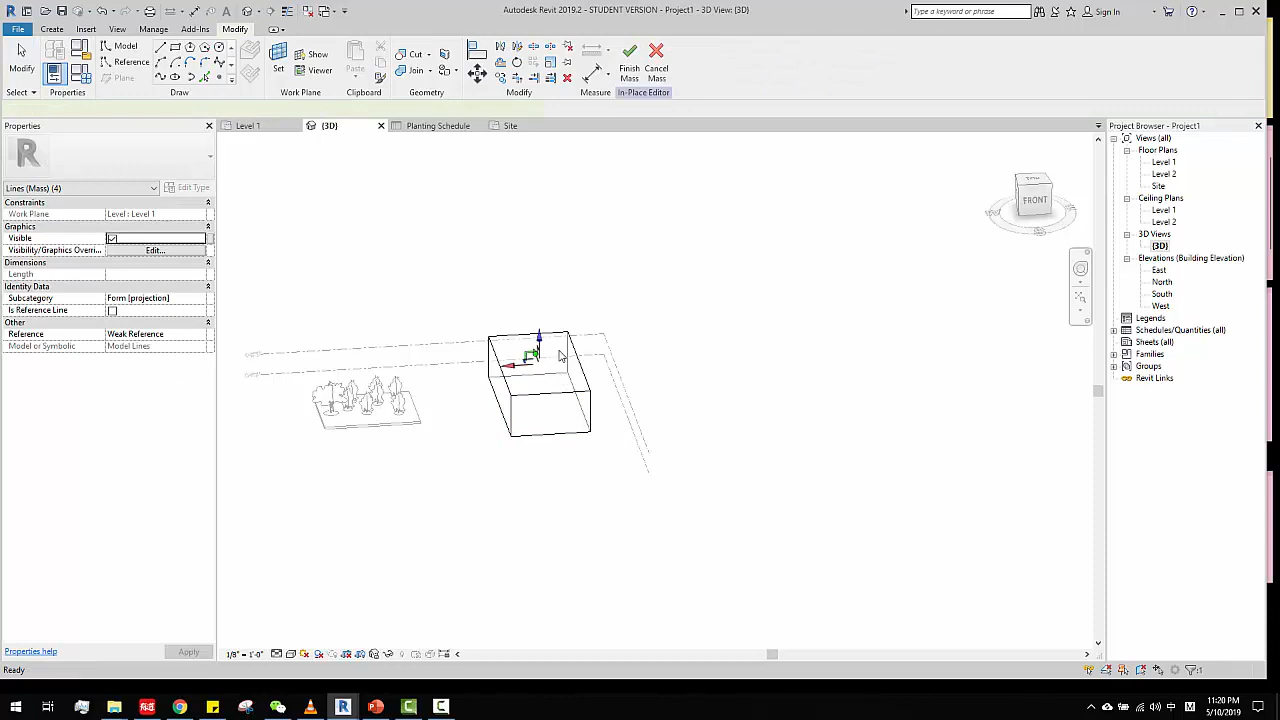 Autodesk Revit 2019.2 - STUDENT VERSION - Project1 - 3D View: {3D}
Type a keyword or phrase
Sign In
File Create Insert View Manage Add-Ins Modify
Modify
Model
Reference
Plane
Set
Show
Viewer
Paste
Cut
Join
Finish Mass
Cancel Mass
Select Properties Draw Work Plane Clipboard Geometry Modify Measure In-Place Editor
Properties
Level 1 {3D} Planting Schedule Site
Lines (Mass) (4) Edit Type
Constraints
Work Plane Level : Level 1
Graphics
Visible
Visibility/Graphics Overri... Edit...
Dimensions
Length
Identity Data
Subcategory Form [projection]
Is Reference Line
Other
Reference Weak Reference
Model or Symbolic Model Lines
Properties help Apply
TOP
FRONT
Project Browser - Project1
Views (all)
Floor Plans
Level 1
Level 2
Site
Ceiling Plans
Level 1
Level 2
3D Views
{3D}
Elevations (Building Elevation)
East
North
South
West
Legends
Schedules/Quantities (all)
Sheets (all)
Families
Groups
Revit Links
1/8" = 1'-0"
Ready
:1
中
11:20 PM
5/10/2019